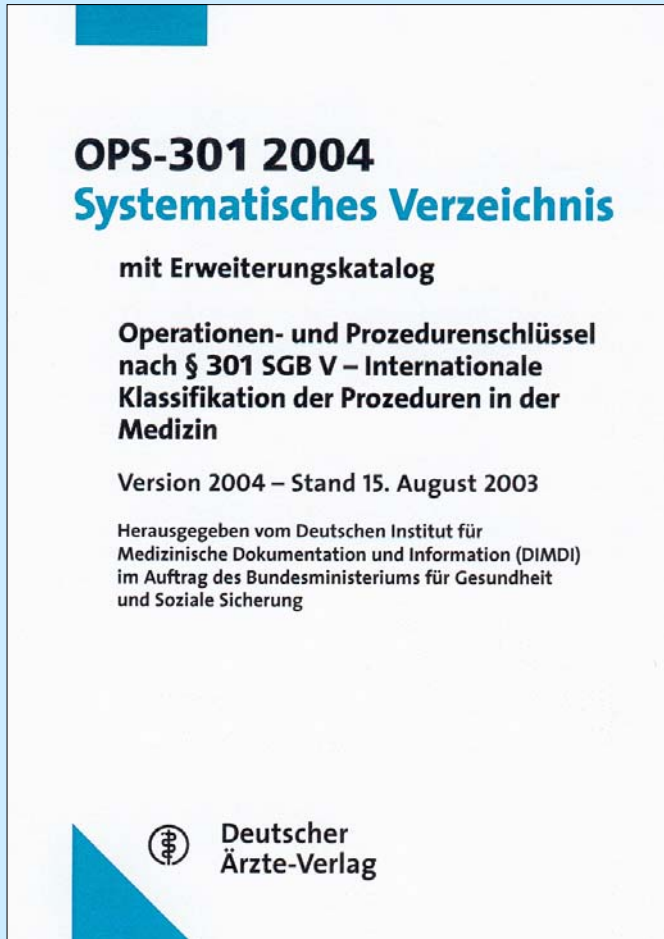 OPS-301 2004
Systematisches Verzeichnis
mit Erweiterungskatalog
Operationen- und Prozedurenschlüssel
nach § 301 SGB V – Internationale
Klassifikation der Prozeduren in der
Medizin
Version 2004 – Stand 15. August 2003
Herausgegeben vom Deutschen Institut für
Medizinische Dokumentation und Information (DIMDI)
im Auftrag des Bundesministeriums für Gesundheit
und Soziale Sicherung
Deutscher
Ärzte-Verlag